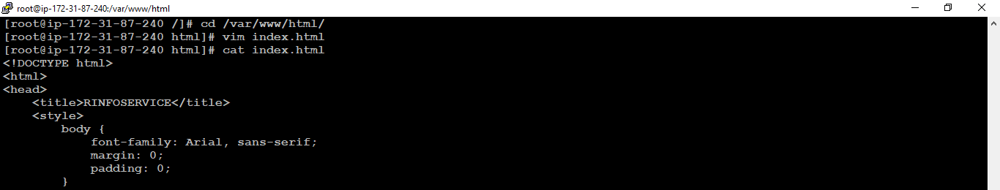 root@ip-172-31-87-240:/var/www/html
[root@ip-172-31-87-240 /]# cd /var/www/html/
[root@ip-172-31-87-240 html]# vim index.html
[root@ip-172-31-87-240 html]# cat index.html
<!DOCTYPE html>
<html>
<head>
    <title>RINFOSERVICE</title>
    <style>
        body {
            font-family: Arial, sans-serif;
            margin: 0;
            padding: 0;
        }